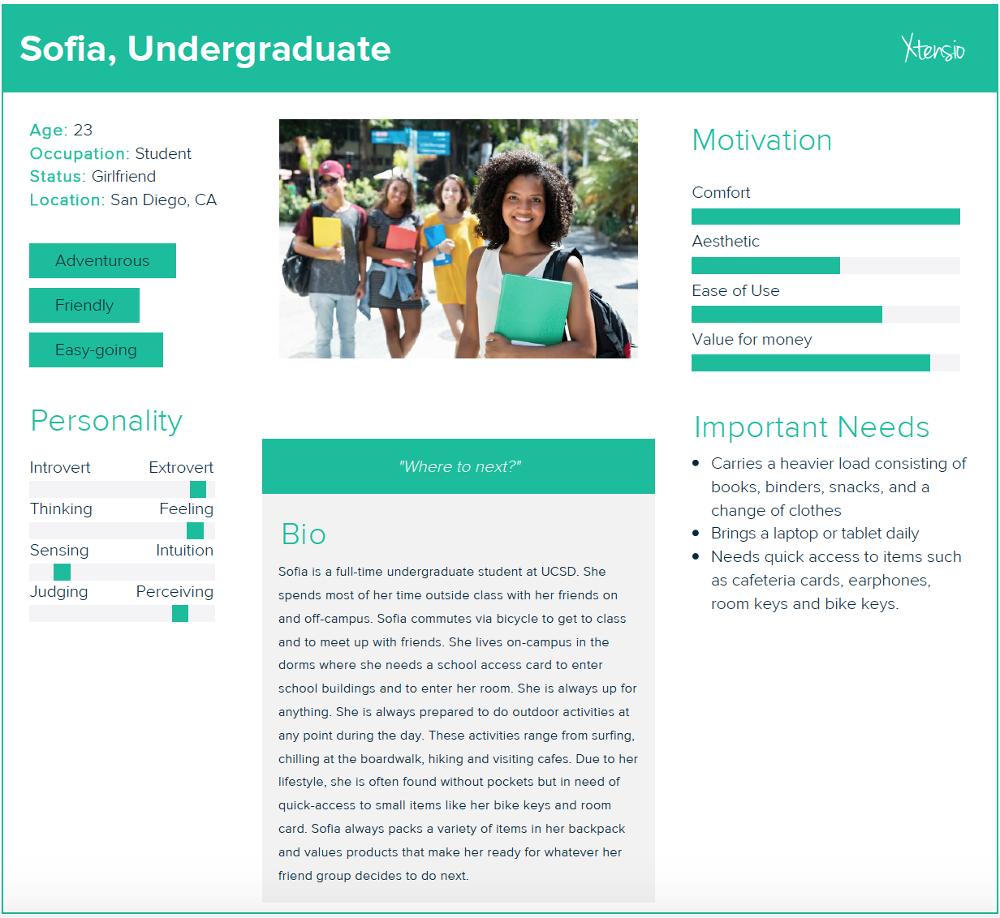 Sofia, Undergraduate
Xtensio
Age: 23
Occupation: Student
Status: Girlfriend
Location: San Diego, CA
Adventurous
Friendly
Easy-going
Personality
Introvert Extrovert
Thinking Feeling
Sensing Intuition
Judging Perceiving
"Where to next?"
Bio
Sofia is a full-time undergraduate student at UCSD. She
spends most of her time outside class with her friends on
and off-campus. Sofia commutes via bicycle to get to class
and to meet up with friends. She lives on-campus in the
dorms where she needs a school access card to enter
school buildings and to enter her room. She is always up for
anything. She is always prepared to do outdoor activities at
any point during the day. These activities range from surfing,
chilling at the boardwalk, hiking and visiting cafes. Due to her
lifestyle, she is often found without pockets but in need of
quick-access to small items like her bike keys and room
card. Sofia always packs a variety of items in her backpack
and values products that make her ready for whatever her
friend group decides to do next.
Motivation
Comfort
Aesthetic
Ease of Use
Value for money
Important Needs
• Carries a heavier load consisting of
books, binders, snacks, and a
change of clothes
• Brings a laptop or tablet daily
• Needs quick access to items such
as cafeteria cards, earphones,
room keys and bike keys.